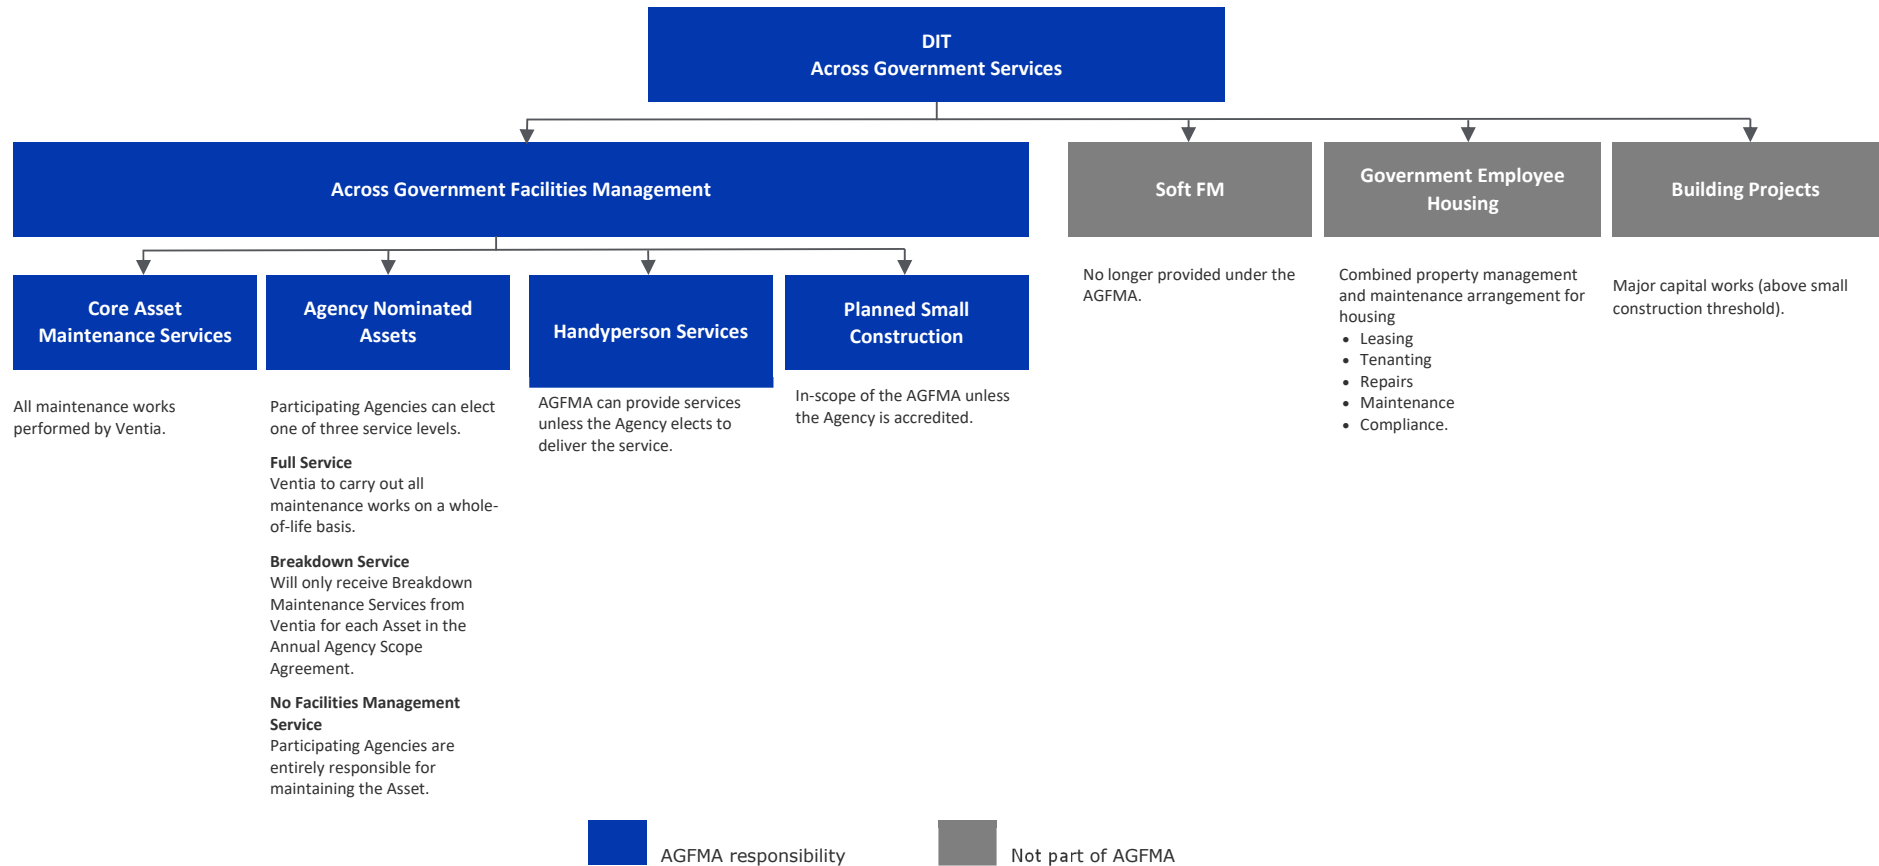 DIT
Across Government Services
Across Government Facilities Management
Soft FM
Government Employee
Housing
Building Projects
Core Asset
Maintenance Services
Agency Nominated
Assets
Handyperson Services
Planned Small
Construction
No longer provided under the
AGFMA.
Combined property management
and maintenance arrangement for
housing
• Leasing
• Tenanting
• Repairs
• Maintenance
• Compliance.
Major capital works (above small
construction threshold).
All maintenance works
performed by Ventia.
Participating Agencies can elect
one of three service levels.
Full Service
Ventia to carry out all
maintenance works on a whole-
of-life basis.
Breakdown Service
Will only receive Breakdown
Maintenance Services from
Ventia for each Asset in the
Annual Agency Scope
Agreement.
No Facilities Management
Service
Participating Agencies are
entirely responsible for
maintaining the Asset.
AGFMA can provide services
unless the Agency elects to
deliver the service.
In-scope of the AGFMA unless
the Agency is accredited.
AGFMA responsibility
Not part of AGFMA